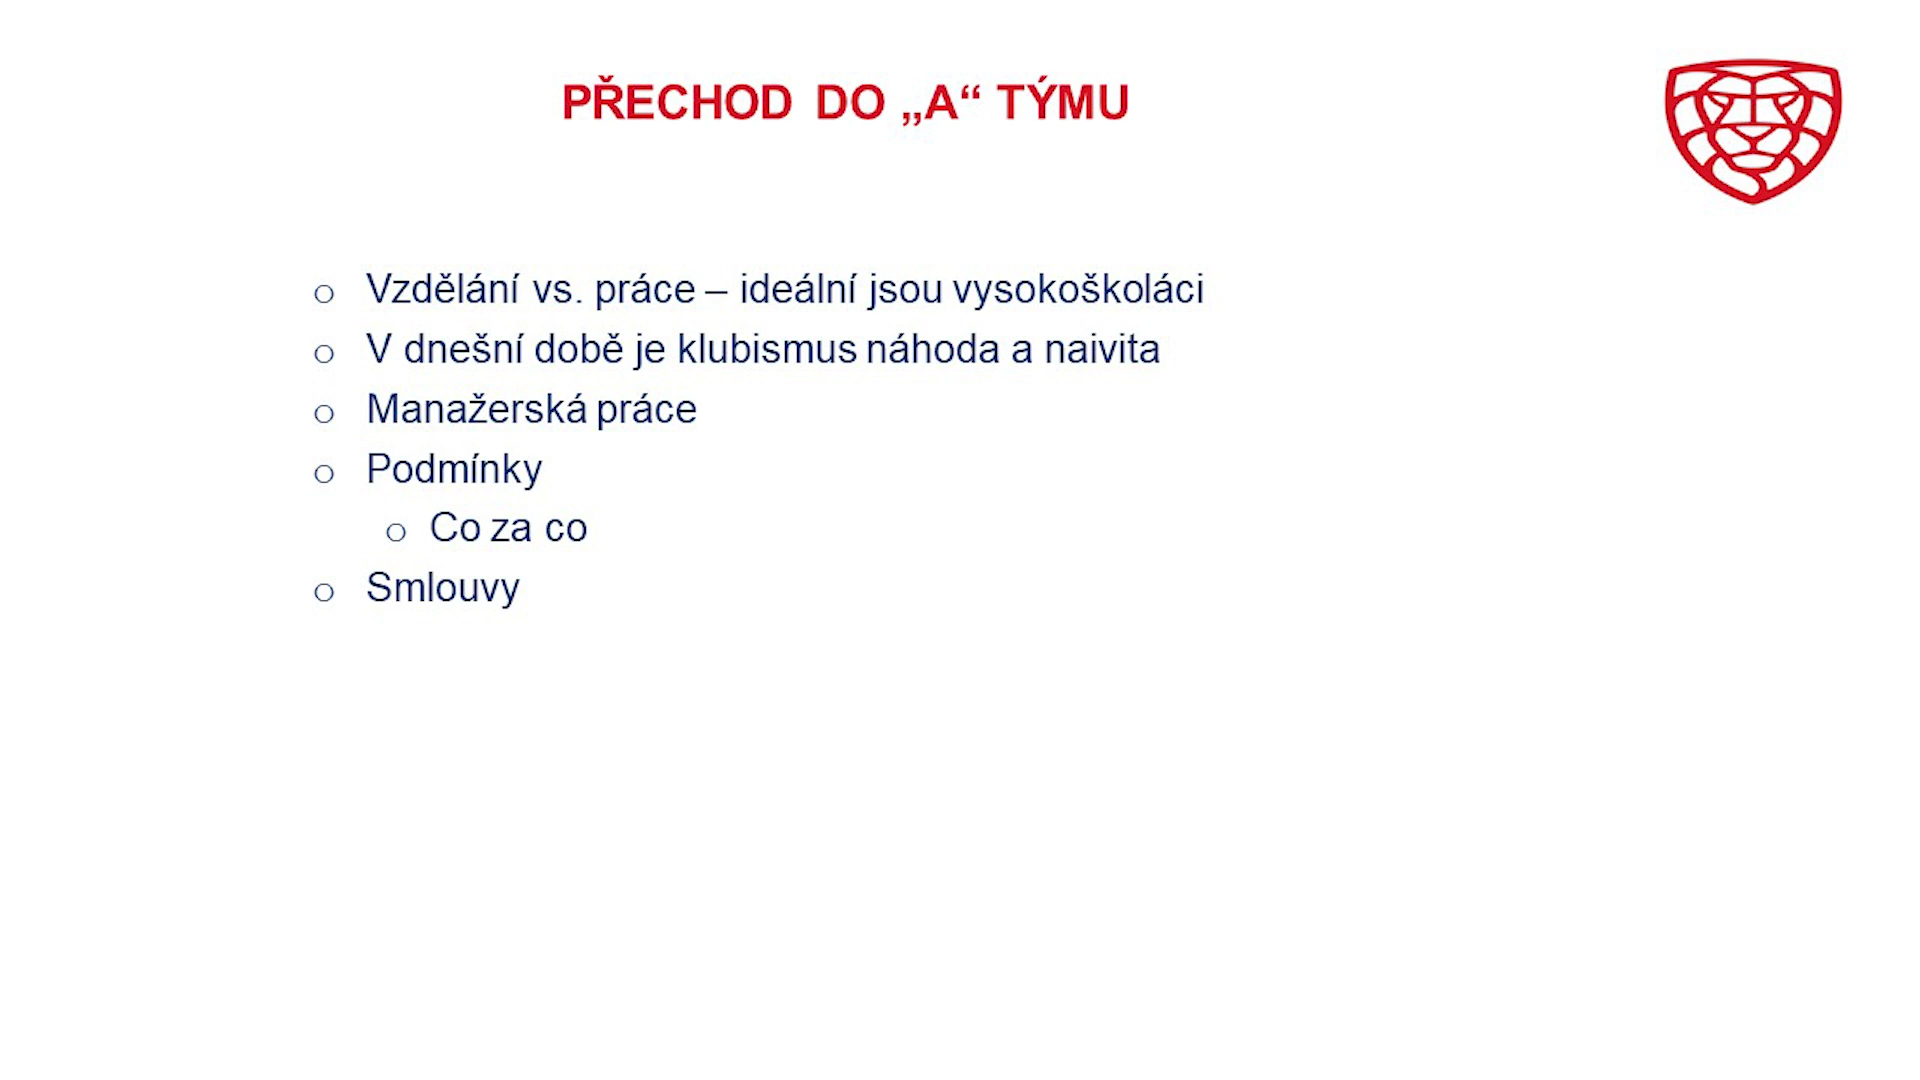 PŘECHOD DO „A“ TÝMU
o Vzdělání vs. práce – ideální jsou vysokoškoláci
o V dnešní době je klubismus náhoda a naivita
o Manažerská práce
o Podmínky
o Co za co
o Smlouvy